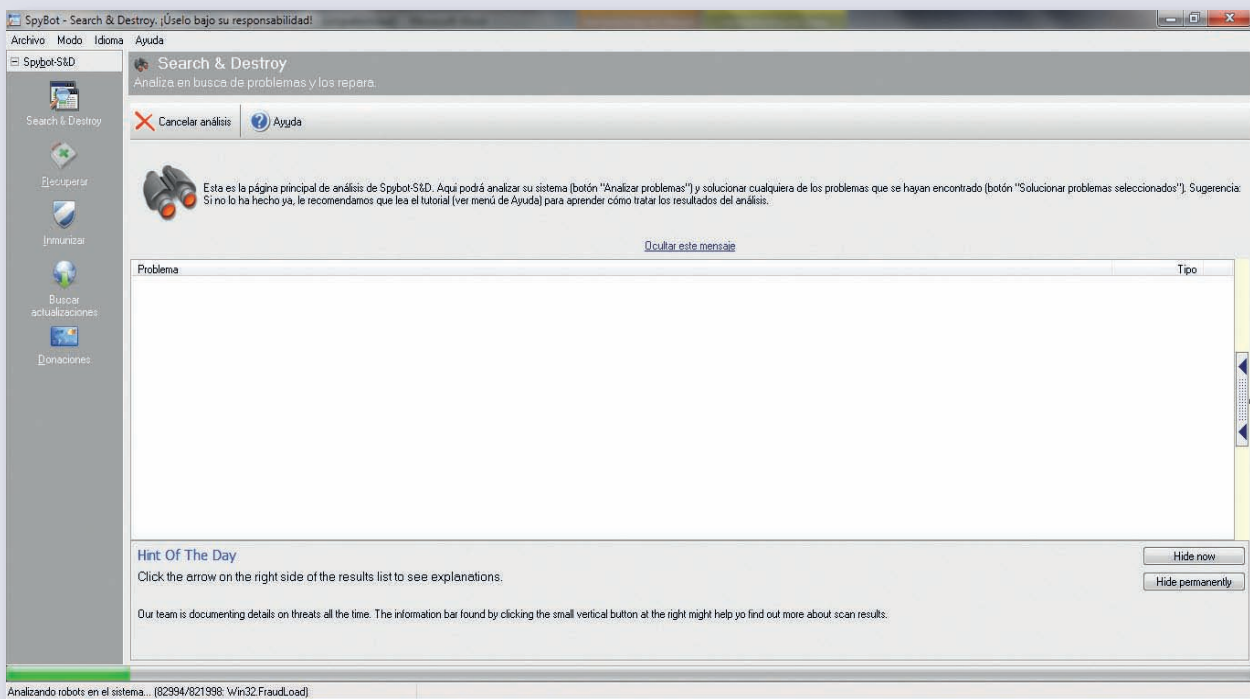 SpyBot - Search & Destroy. ¡Úselo bajo su responsabilidad!
Archivo Modo Idioma Ayuda
Spybot-S&D
Search & Destroy
Analiza en busca de problemas y los repara.
Search & Destroy
Recuperar
Inmunizar
Buscar
actualizaciones
Donaciones
Cancelar análisis
Ayuda
Esta es la página principal de análisis de Spybot-S&D. Aqui podrá analizar su sistema (botón "Analizar problemas") y solucionar cualquiera de los problemas que se hayan encontrado (botón "Solucionar problemas seleccionados"). Sugerencia:
Si no lo ha hecho ya, le recomendamos que lea el tutorial (ver menú de Ayuda) para aprender cómo tratar los resultados del análisis.
Ocultar este mensaje
Problema Tipo
Hint Of The Day
Hide now
Click the arrow on the right side of the results list to see explanations.
Hide permanently
Our team is documenting details on threats all the time. The information bar found by clicking the small vertical button at the right might help yo find out more about scan results.
Analizando robots en el sistema... (82994/821998: Win32.FraudLoad)